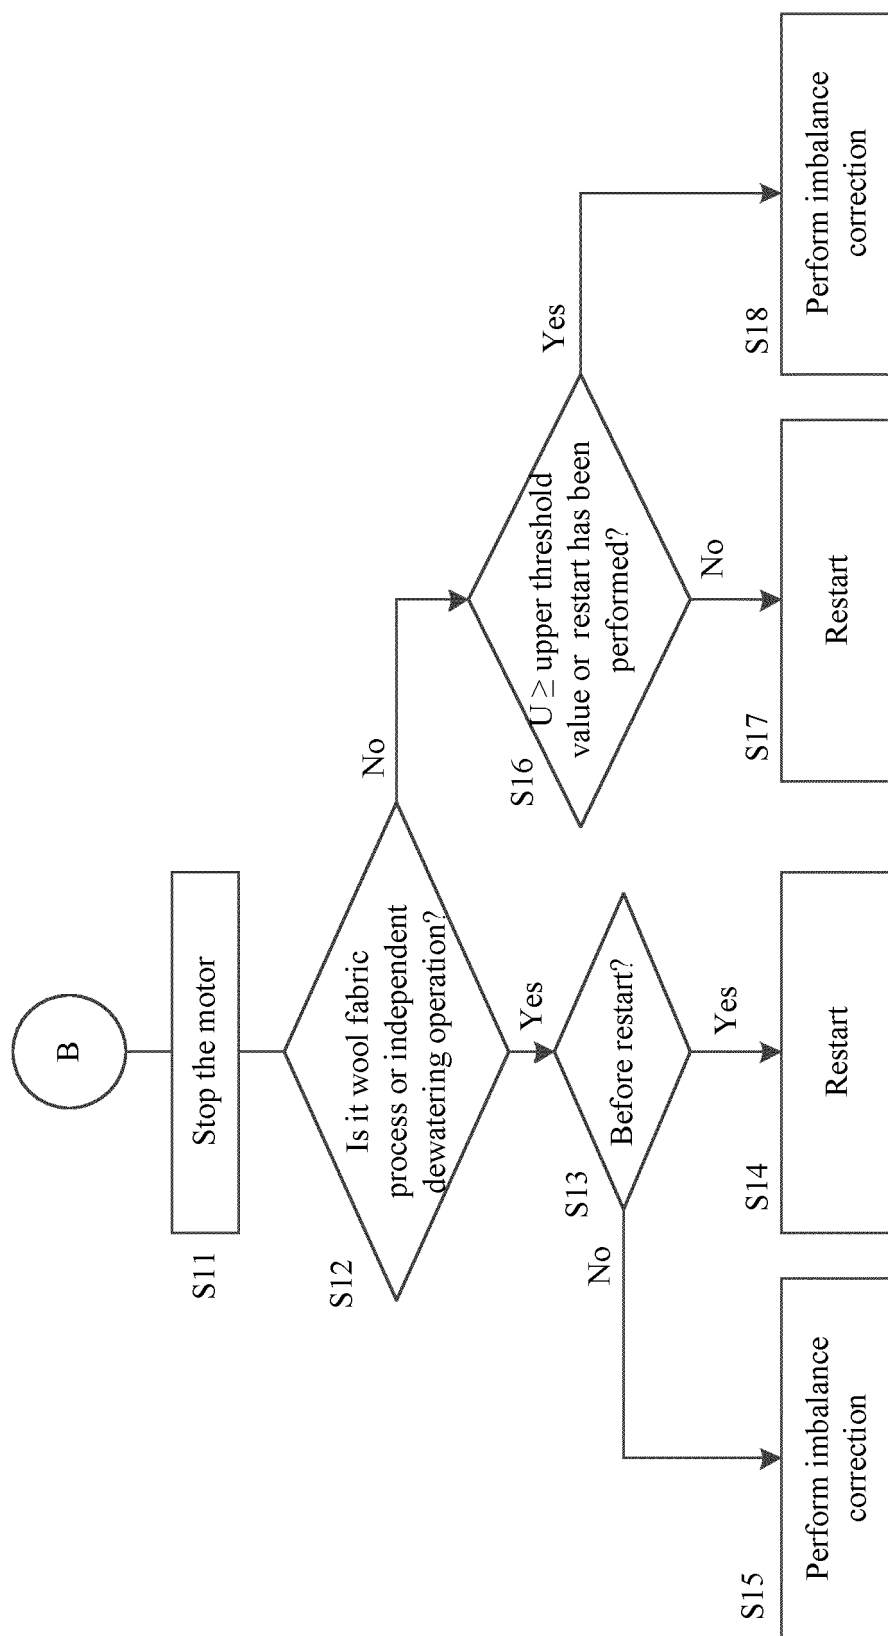 B
S11
Stop the motor
S12
Is it wool fabric
process or independent
dewatering operation?
No
Yes
S13
Before restart?
No
Yes
S16
U ≥ upper threshold
value or restart has been
performed?
Yes
No
S15
Perform imbalance
correction
S14
Restart
S17
Restart
S18
Perform imbalance
correction